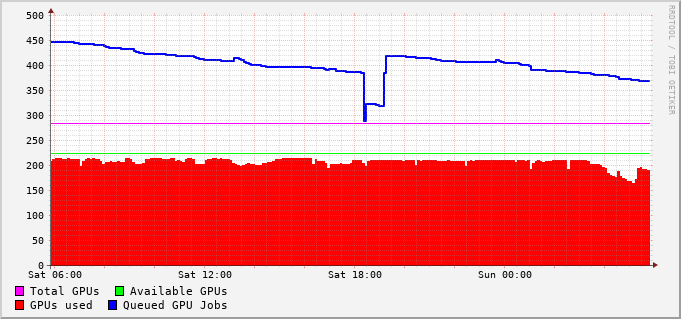 500
450
400
350
300
250
200
150
100
50
0
Sat 06:00 Sat 12:00 Sat 18:00 Sun 00:00
Total GPUs Available GPUs
GPUs used Queued GPU Jobs
RRDTOOL / TOBI OETIKER